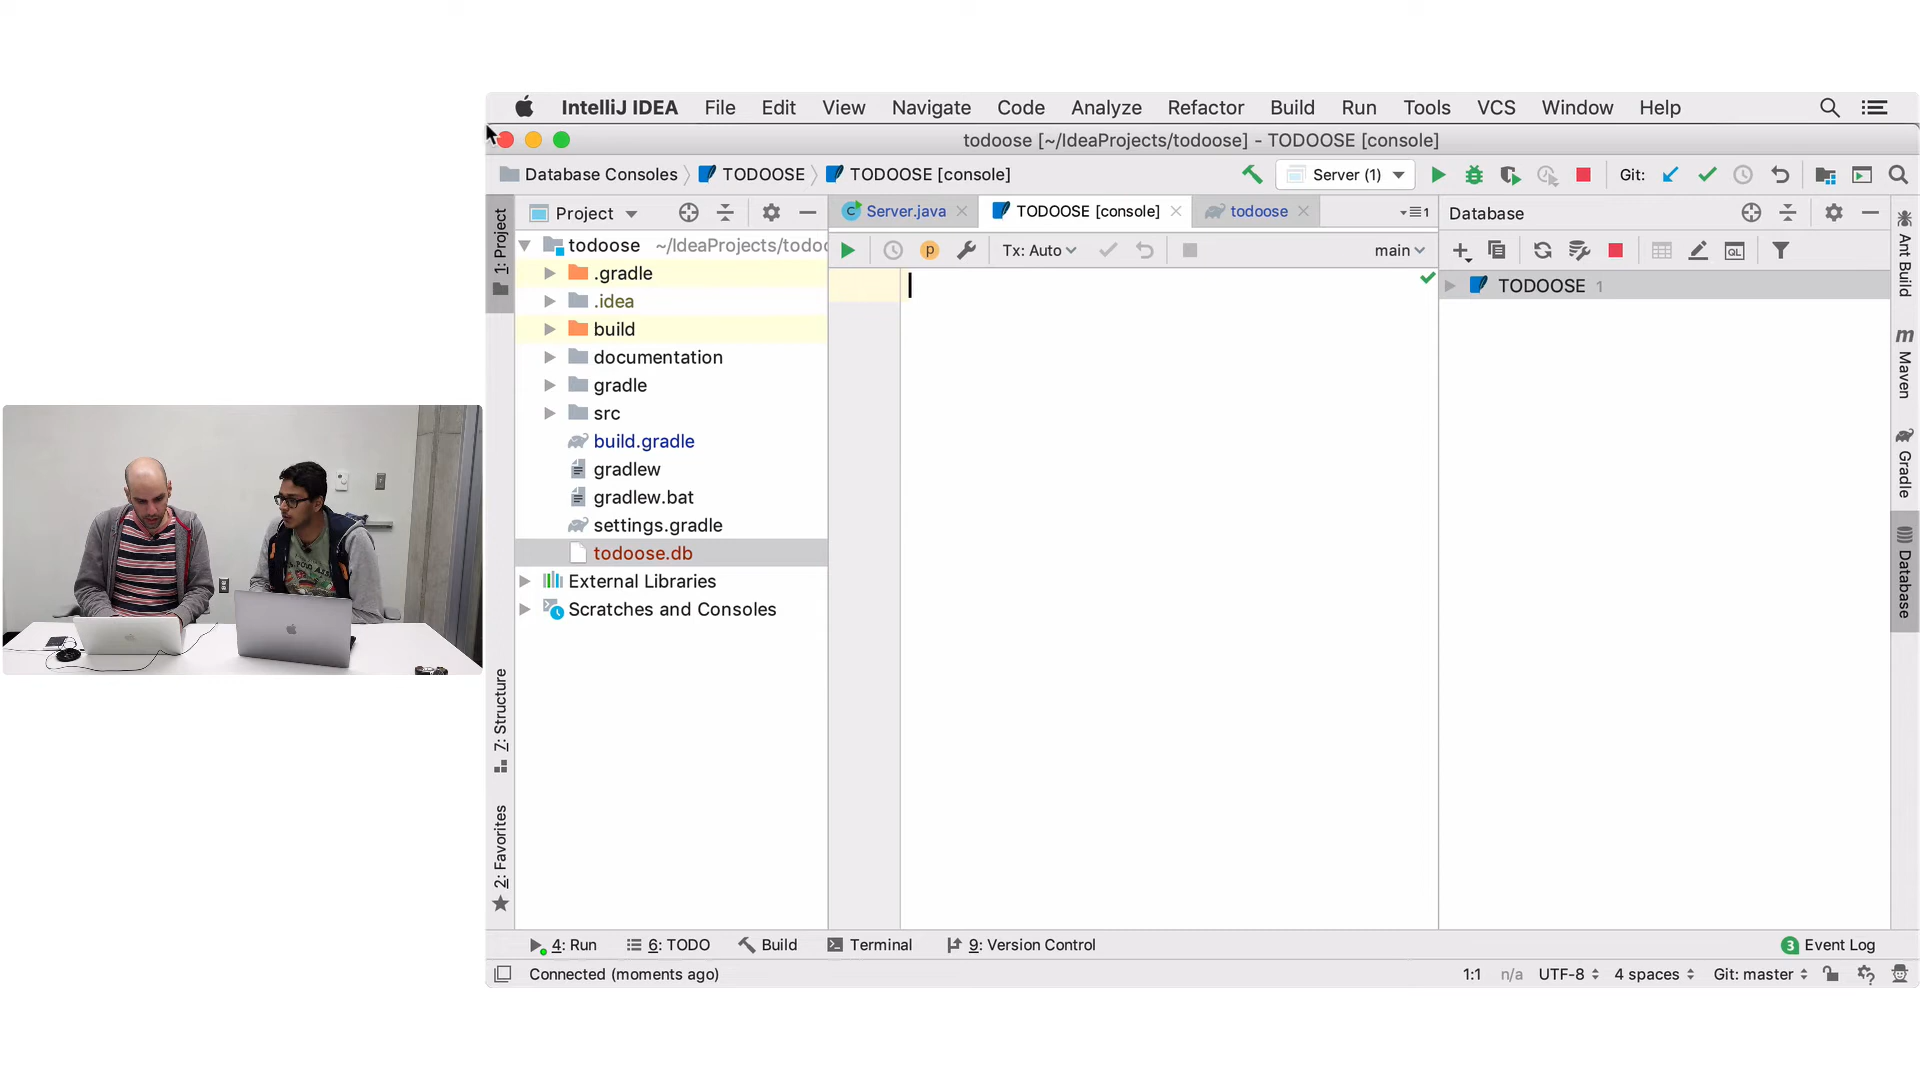 IntelliJ IDEA File Edit View Navigate Code Analyze Refactor Build Run Tools VCS Window Help
todoose [~/IdeaProjects/todoose] - TODOOSE [console]
Database Consoles TODOOSE TODOOSE [console] Server (1) Git:
1: Project
Project
Server.java TODOOSE [console] todoose 1
Database
Tx: Auto main
todoose ~/IdeaProjects/todoo
.gradle
.idea
build
documentation
gradle
src
build.gradle
gradlew
gradlew.bat
settings.gradle
todoose.db
External Libraries
Scratches and Consoles
TODOOSE 1
Ant Build
Maven
Gradle
Database
7: Structure
2: Favorites
4: Run 6: TODO Build Terminal 9: Version Control 3 Event Log
Connected (moments ago) 1:1 n/a UTF-8 4 spaces Git: master